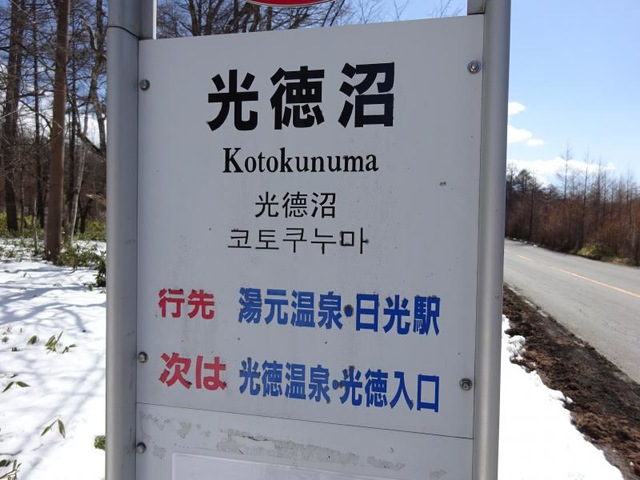 光徳沼
Kotokunuma
光德沼
코토쿠누마
行先 湯元温泉・日光駅
次は 光徳温泉・光徳入口